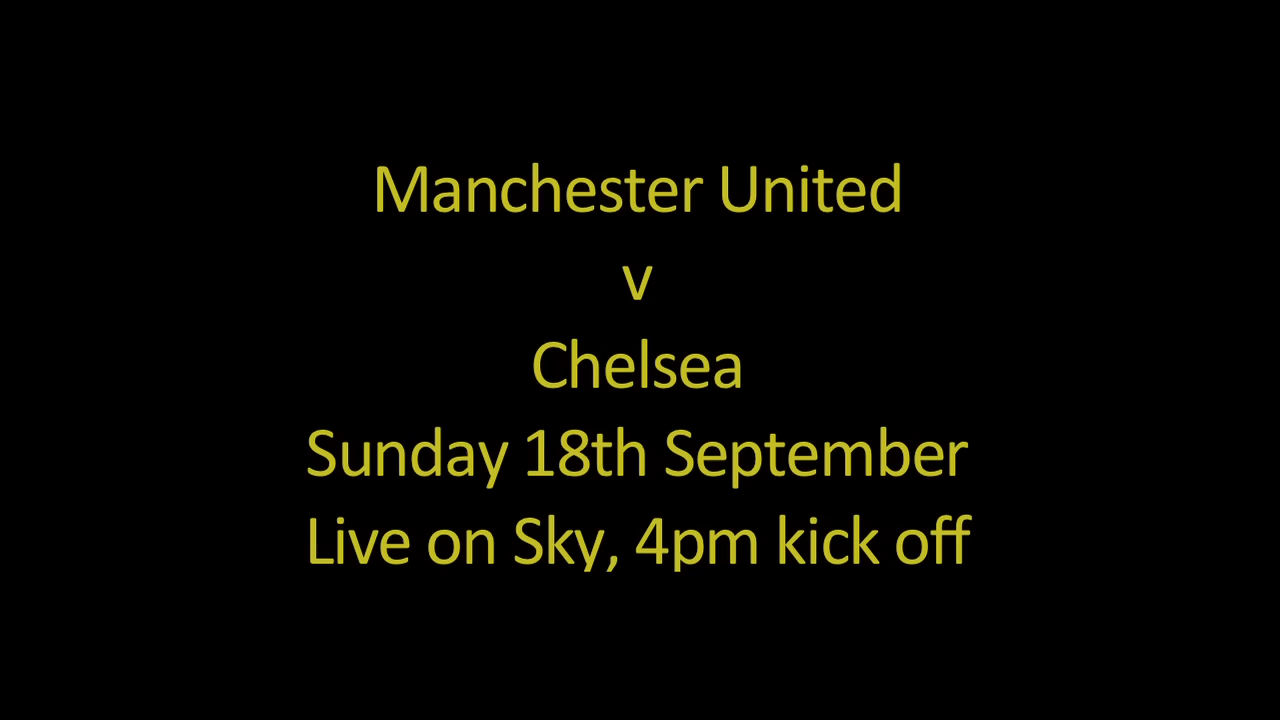 Manchester United
v
Chelsea
Sunday 18th September
Live on Sky, 4pm kick off